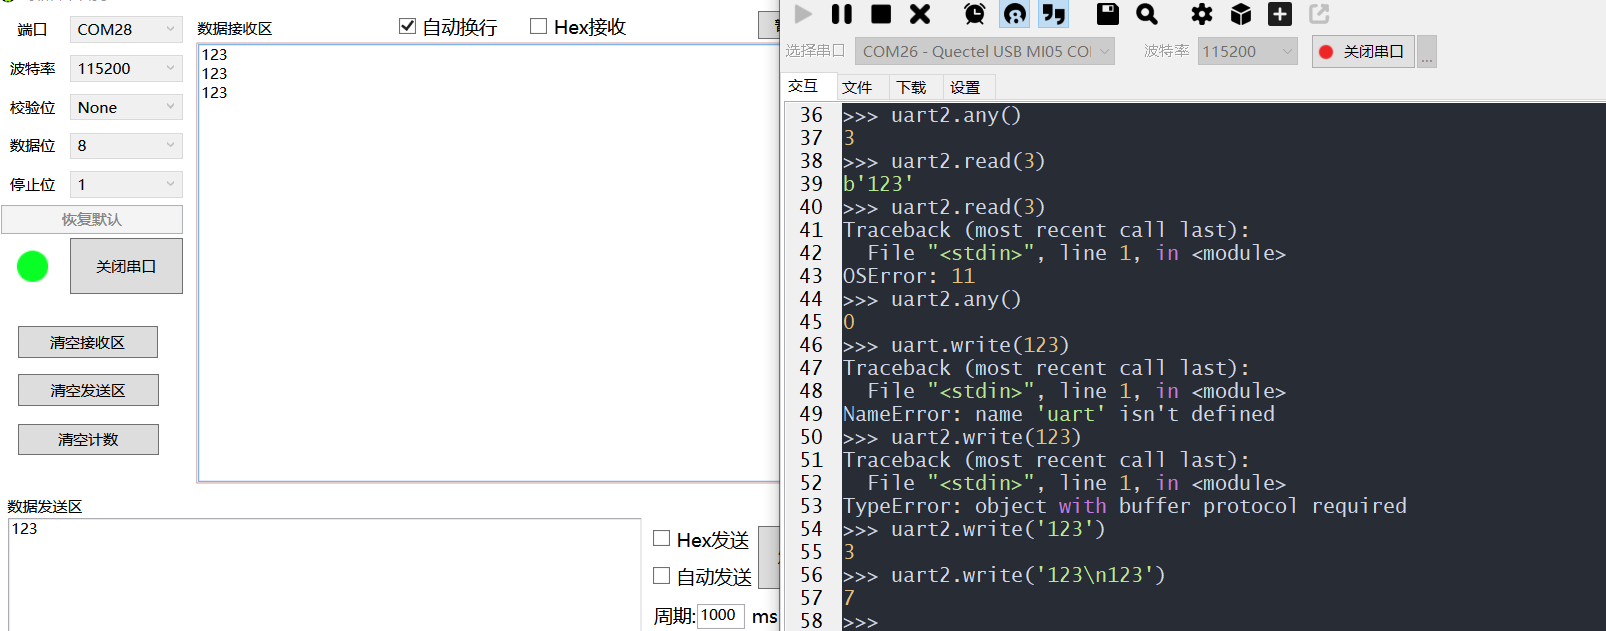 端口 COM28
波特率 115200
校验位 None
数据位 8
停止位 1
恢复默认
关闭串口
清空接收区
清空发送区
清空计数
数据接收区 自动换行 Hex接收
123
123
123
数据发送区
123
Hex发送
自动发送
周期: 1000 ms
选择串口 COM26 - Quectel USB MI05 CO 波特率 115200 关闭串口 ...
交互 文件 下载 设置
36 >>> uart2.any()
37 3
38 >>> uart2.read(3)
39 b'123'
40 >>> uart2.read(3)
41 Traceback (most recent call last):
42 File "<stdin>", line 1, in <module>
43 OSError: 11
44 >>> uart2.any()
45 0
46 >>> uart.write(123)
47 Traceback (most recent call last):
48 File "<stdin>", line 1, in <module>
49 NameError: name 'uart' isn't defined
50 >>> uart2.write(123)
51 Traceback (most recent call last):
52 File "<stdin>", line 1, in <module>
53 TypeError: object with buffer protocol required
54 >>> uart2.write('123')
55 3
56 >>> uart2.write('123\n123')
57 7
58 >>>